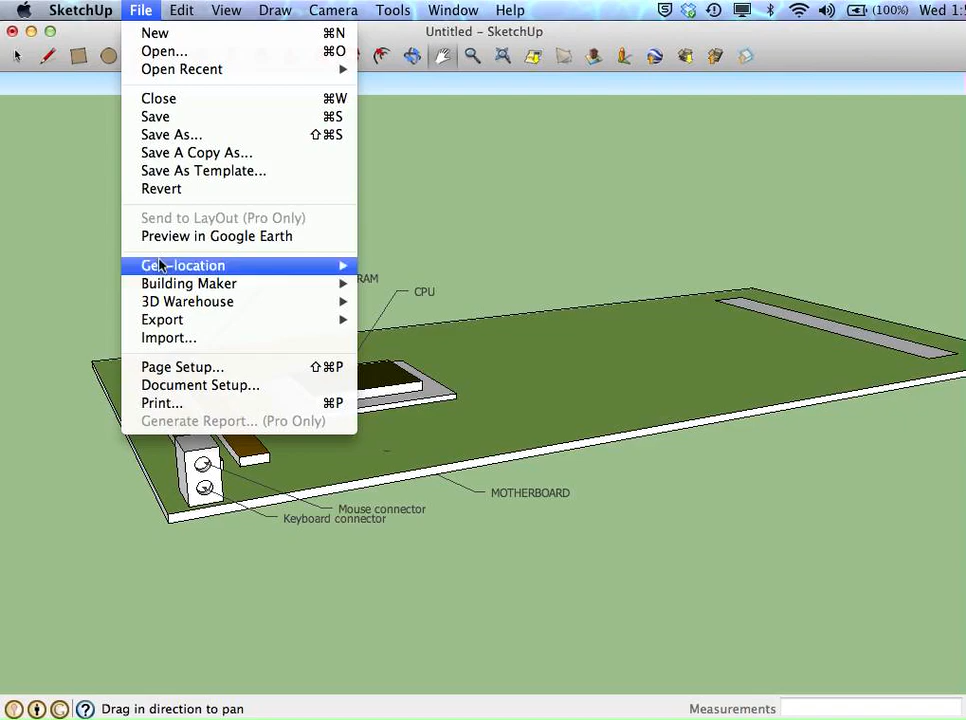 SketchUp File Edit View Draw Camera Tools Window Help (100%) Wed 1:5
Untitled - SketchUp
New ⌘N
Open... ⌘O
Open Recent
Close ⌘W
Save ⌘S
Save As... ⇧⌘S
Save A Copy As...
Save As Template...
Revert
Send to LayOut (Pro Only)
Preview in Google Earth
Geo-location
Building Maker
3D Warehouse
Export
Import...
Page Setup... ⇧⌘P
Document Setup...
Print... ⌘P
Generate Report... (Pro Only)
RAM
CPU
MOTHERBOARD
Mouse connector
Keyboard connector
Drag in direction to pan
Measurements